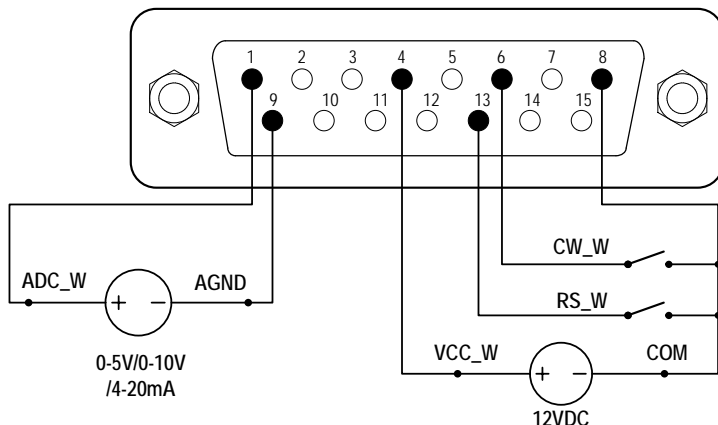 1 2 3 4 5 6 7 8
9 10 11 12 13 14 15
CW_W
ADC_W + − AGND
RS_W
0-5V/0-10V
/4-20mA
VCC_W + − COM
12VDC